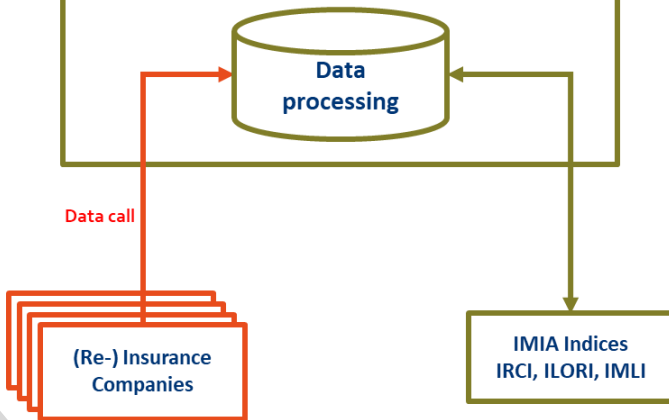 Data
processing
Data call
(Re-) Insurance
Companies
IMIA Indices
IRCI, ILORI, IMLI